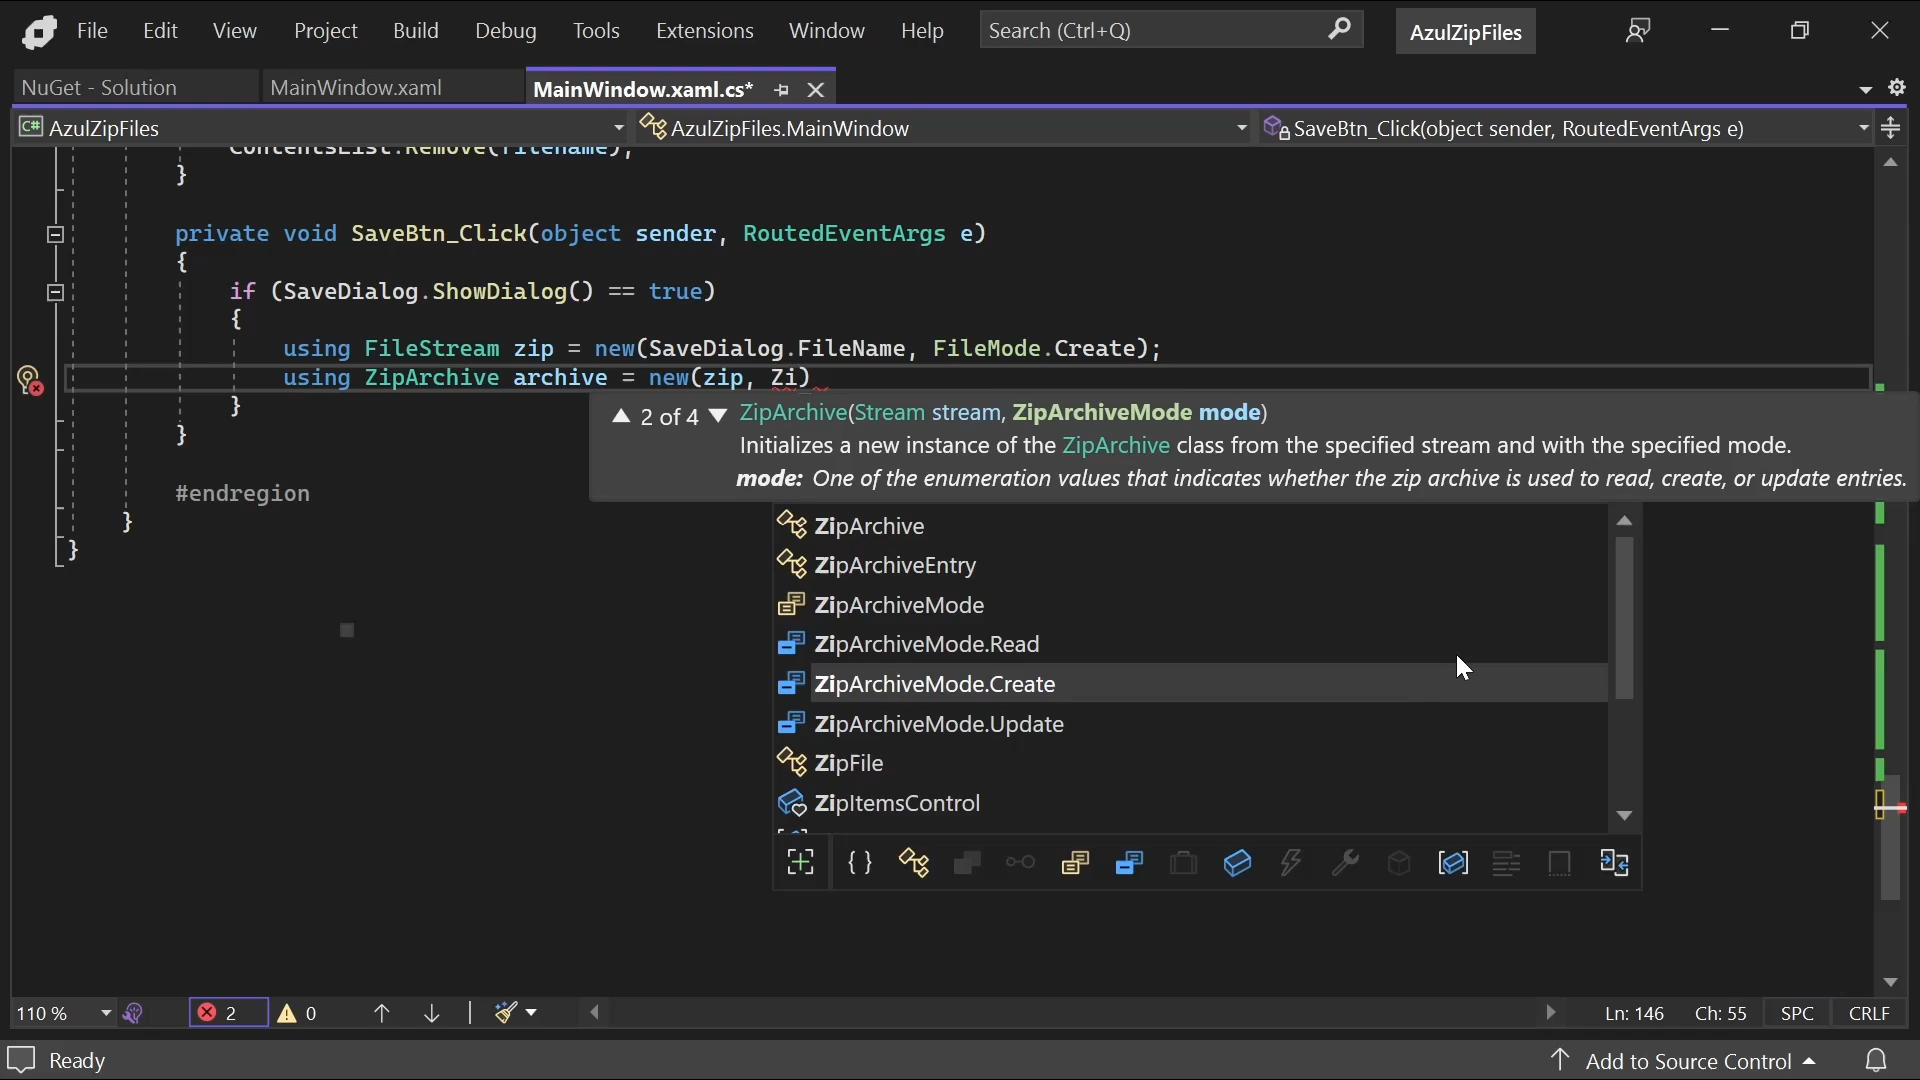 File Edit View Project Build Debug Tools Extensions Window Help Search (Ctrl+Q) AzulZipFiles
NuGet - Solution MainWindow.xaml MainWindow.xaml.cs*
C# AzulZipFiles AzulZipFiles.MainWindow SaveBtn_Click(object sender, RoutedEventArgs e)
ContentsList.Remove(filename);
}
private void SaveBtn_Click(object sender, RoutedEventArgs e)
{
if (SaveDialog.ShowDialog() == true)
{
using FileStream zip = new(SaveDialog.FileName, FileMode.Create);
using ZipArchive archive = new(zip, Zi)
}
}
#endregion
}
}
▲ 2 of 4 ▼ ZipArchive(Stream stream, ZipArchiveMode mode)
Initializes a new instance of the ZipArchive class from the specified stream and with the specified mode.
mode: One of the enumeration values that indicates whether the zip archive is used to read, create, or update entries.
ZipArchive
ZipArchiveEntry
ZipArchiveMode
ZipArchiveMode.Read
ZipArchiveMode.Create
ZipArchiveMode.Update
ZipFile
ZipItemsControl
110 % 2 0 Ln: 146 Ch: 55 SPC CRLF
Ready Add to Source Control